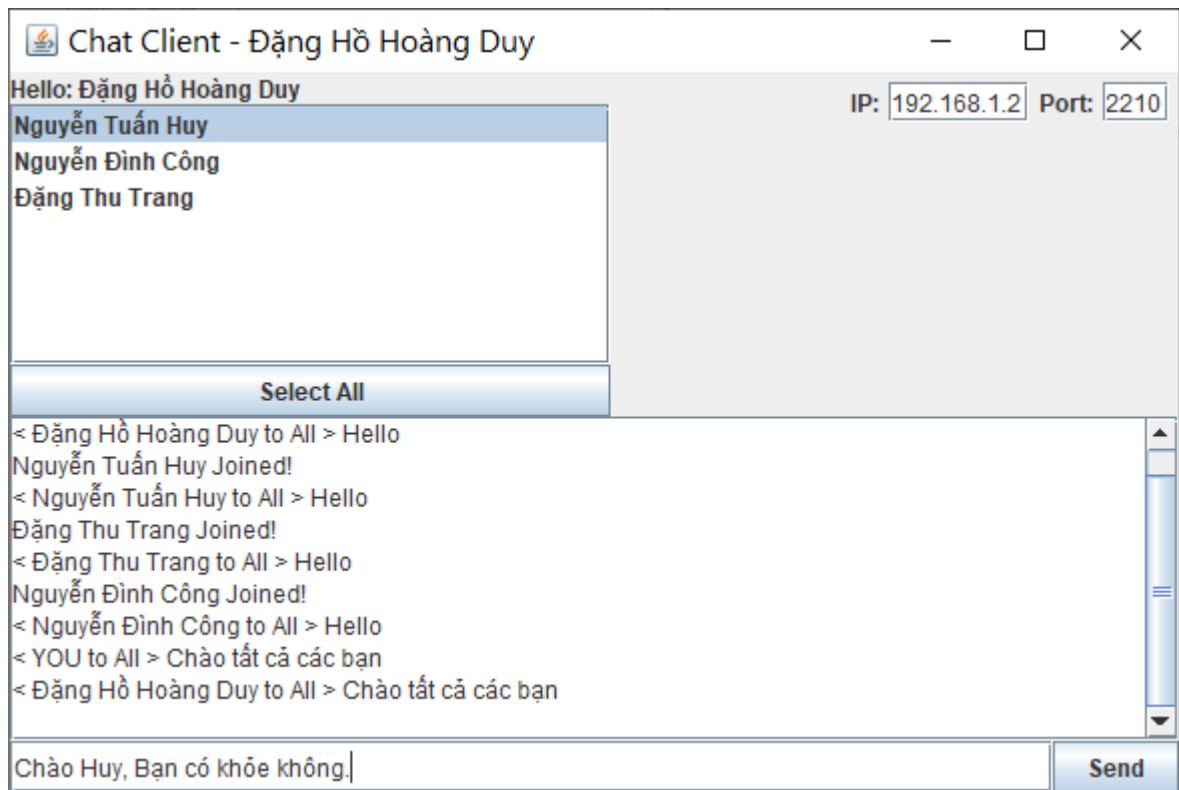 Chat Client - Đặng Hồ Hoàng Duy
Hello: Đặng Hồ Hoàng Duy
IP: 192.168.1.2 Port: 2210
Nguyễn Tuấn Huy
Nguyễn Đình Công
Đặng Thu Trang
Select All
< Đặng Hồ Hoàng Duy to All > Hello
Nguyễn Tuấn Huy Joined!
< Nguyễn Tuấn Huy to All > Hello
Đặng Thu Trang Joined!
< Đặng Thu Trang to All > Hello
Nguyễn Đình Công Joined!
< Nguyễn Đình Công to All > Hello
< YOU to All > Chào tất cả các bạn
< Đặng Hồ Hoàng Duy to All > Chào tất cả các bạn
Chào Huy, Bạn có khỏe không.
Send